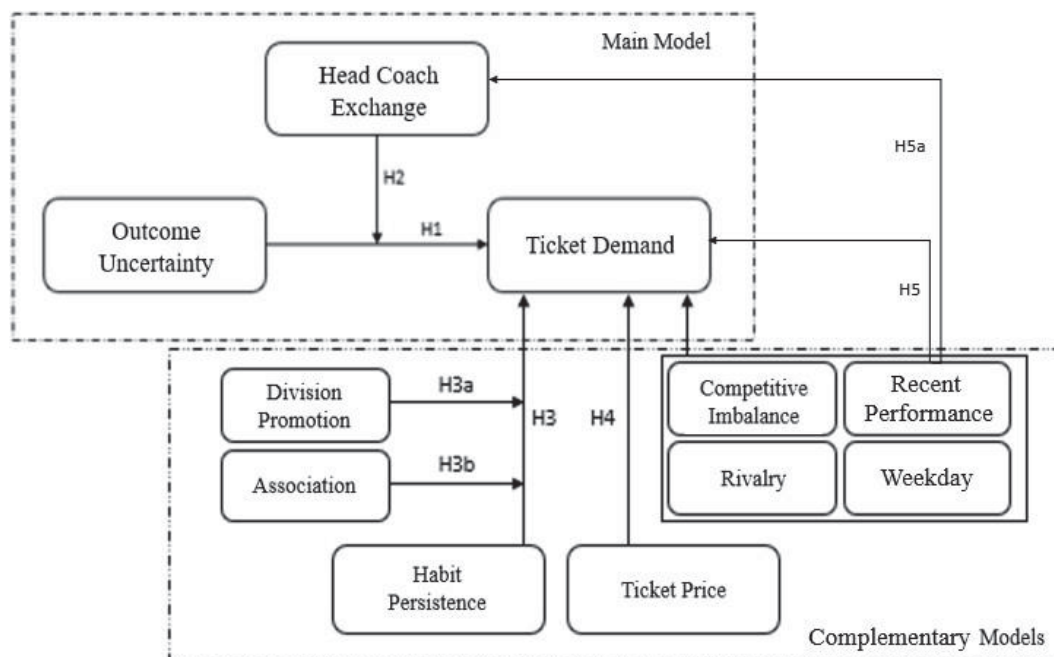 Main Model
Head Coach
Exchange
H5a
H2
Outcome
Uncertainty
H1
Ticket Demand
H5
Division
Promotion
H3a
H3
H4
Competitive
Imbalance
Recent
Performance
Association
H3b
Rivalry
Weekday
Habit
Persistence
Ticket Price
Complementary Models